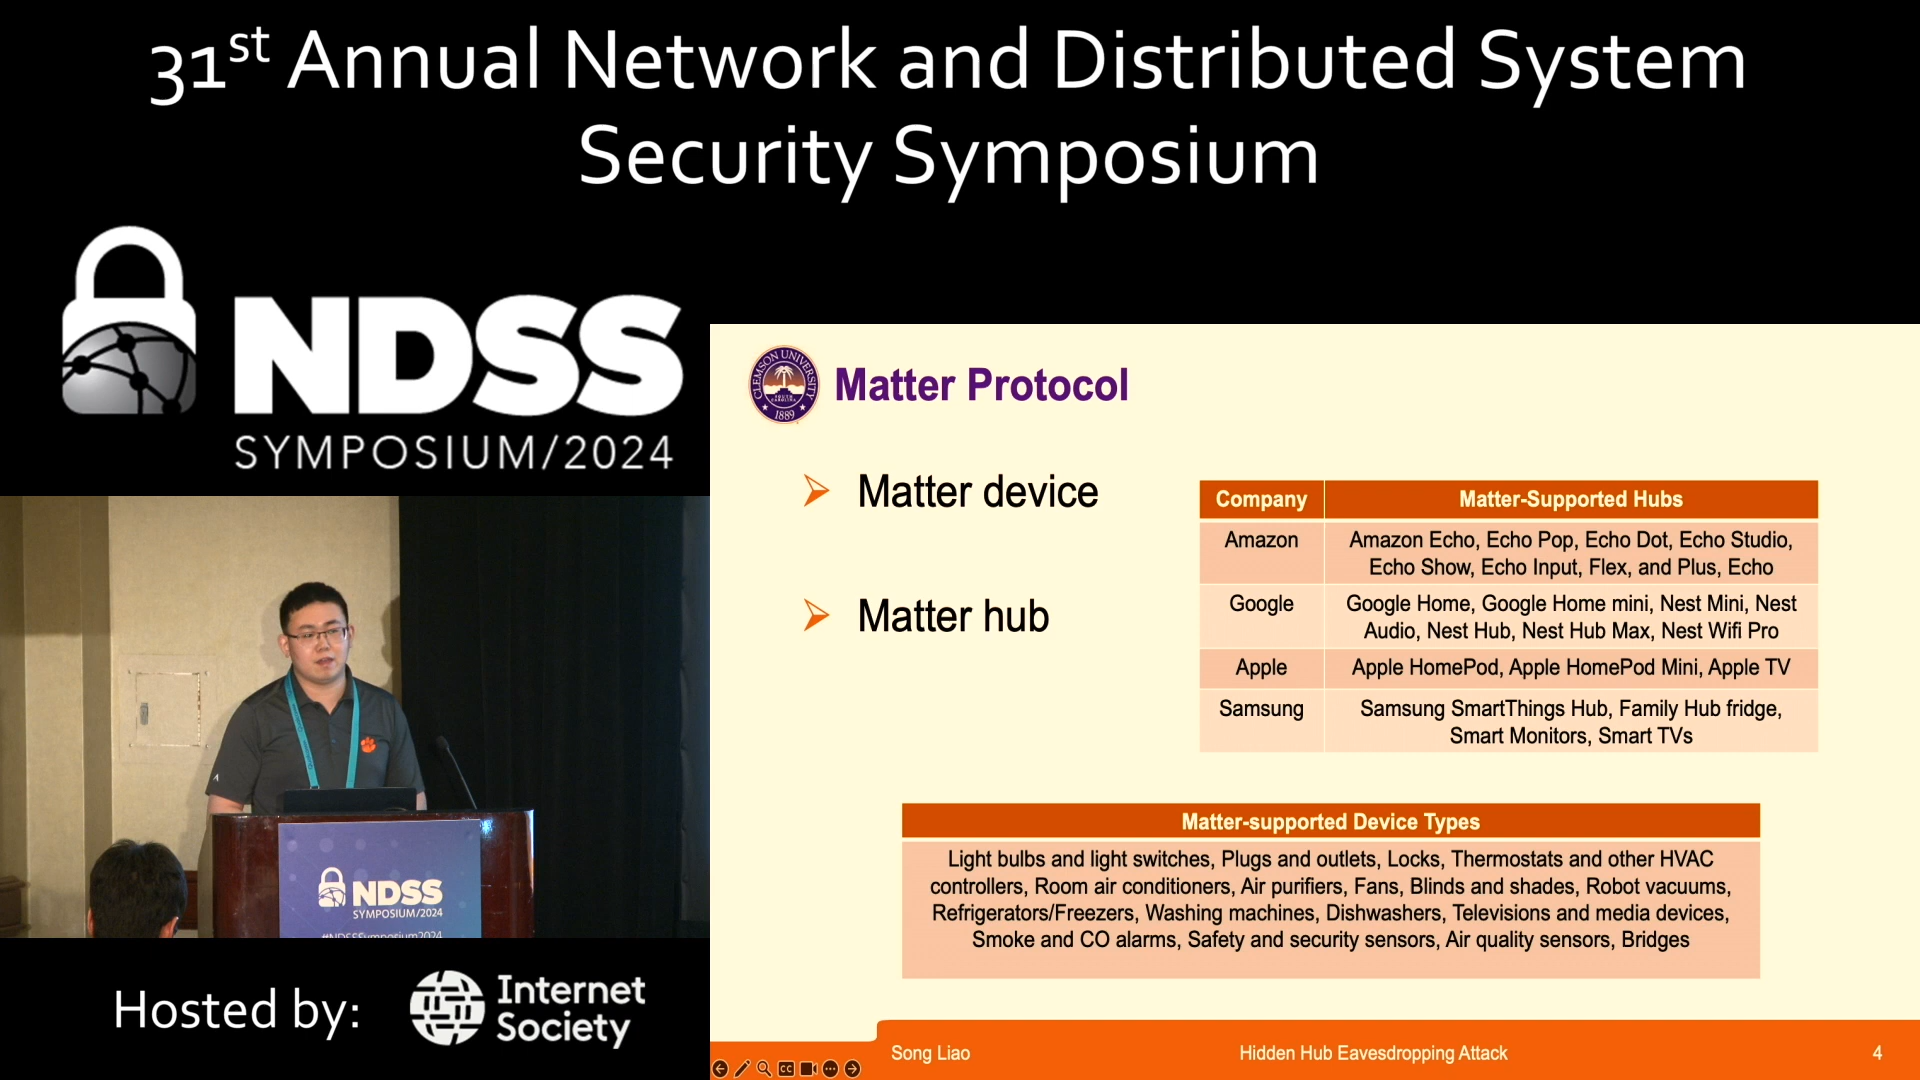 31st Annual Network and Distributed System
Security Symposium
NDSS
SYMPOSIUM/2024
CLEMSON UNIVERSITY
1889
Matter Protocol
Matter device
Matter hub
Company Matter-Supported Hubs
Amazon Amazon Echo, Echo Pop, Echo Dot, Echo Studio,
Echo Show, Echo Input, Flex, and Plus, Echo
Google Google Home, Google Home mini, Nest Mini, Nest
Audio, Nest Hub, Nest Hub Max, Nest Wifi Pro
Apple Apple HomePod, Apple HomePod Mini, Apple TV
Samsung Samsung SmartThings Hub, Family Hub fridge,
Smart Monitors, Smart TVs
Matter-supported Device Types
Light bulbs and light switches, Plugs and outlets, Locks, Thermostats and other HVAC
controllers, Room air conditioners, Air purifiers, Fans, Blinds and shades, Robot vacuums,
Refrigerators/Freezers, Washing machines, Dishwashers, Televisions and media devices,
Smoke and CO alarms, Safety and security sensors, Air quality sensors, Bridges
Song Liao Hidden Hub Eavesdropping Attack 4
CC
NDSS
SYMPOSIUM/2024
#NDSSSymposium2024
Hosted by:
Internet
Society